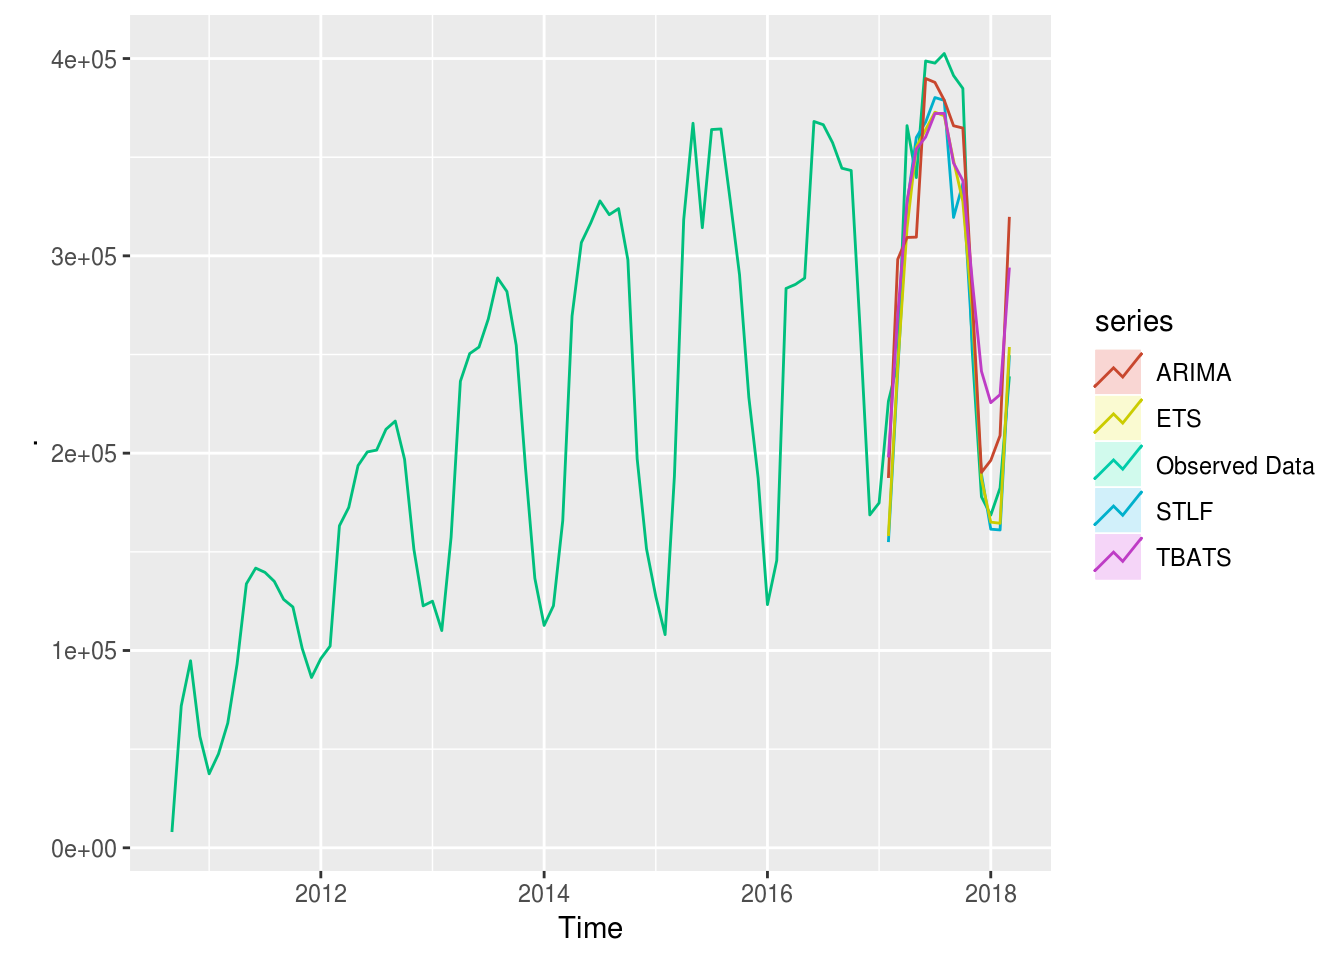 4e+05
3e+05
2e+05
1e+05
0e+00
.
2012 2014 2016 2018
Time
series
ARIMA
ETS
Observed Data
STLF
TBATS